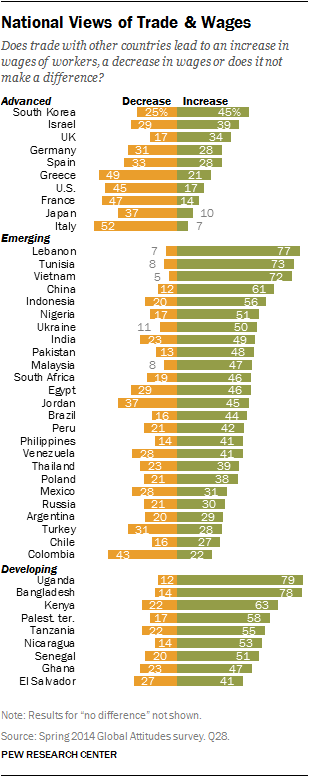 National Views of Trade & Wages
Does trade with other countries lead to an increase in
wages of workers, a decrease in wages or does it not
make a difference?
Advanced Decrease Increase
South Korea 25% 45%
Israel 29 39
UK 17 34
Germany 31 28
Spain 33 28
Greece 49 21
U.S. 45 17
France 47 14
Japan 37 10
Italy 52 7
Emerging
Lebanon 7 77
Tunisia 8 73
Vietnam 5 72
China 12 61
Indonesia 20 56
Nigeria 17 51
Ukraine 11 50
India 23 49
Pakistan 13 48
Malaysia 8 47
South Africa 19 46
Egypt 29 46
Jordan 37 45
Brazil 16 44
Peru 21 42
Philippines 14 41
Venezuela 28 41
Thailand 23 39
Poland 21 38
Mexico 28 31
Russia 21 30
Argentina 20 29
Turkey 31 28
Chile 16 27
Colombia 43 22
Developing
Uganda 12 79
Bangladesh 14 78
Kenya 22 63
Palest. ter. 17 58
Tanzania 22 55
Nicaragua 14 53
Senegal 20 51
Ghana 23 47
El Salvador 27 41
Note: Results for “no difference” not shown.
Source: Spring 2014 Global Attitudes survey. Q28.
PEW RESEARCH CENTER